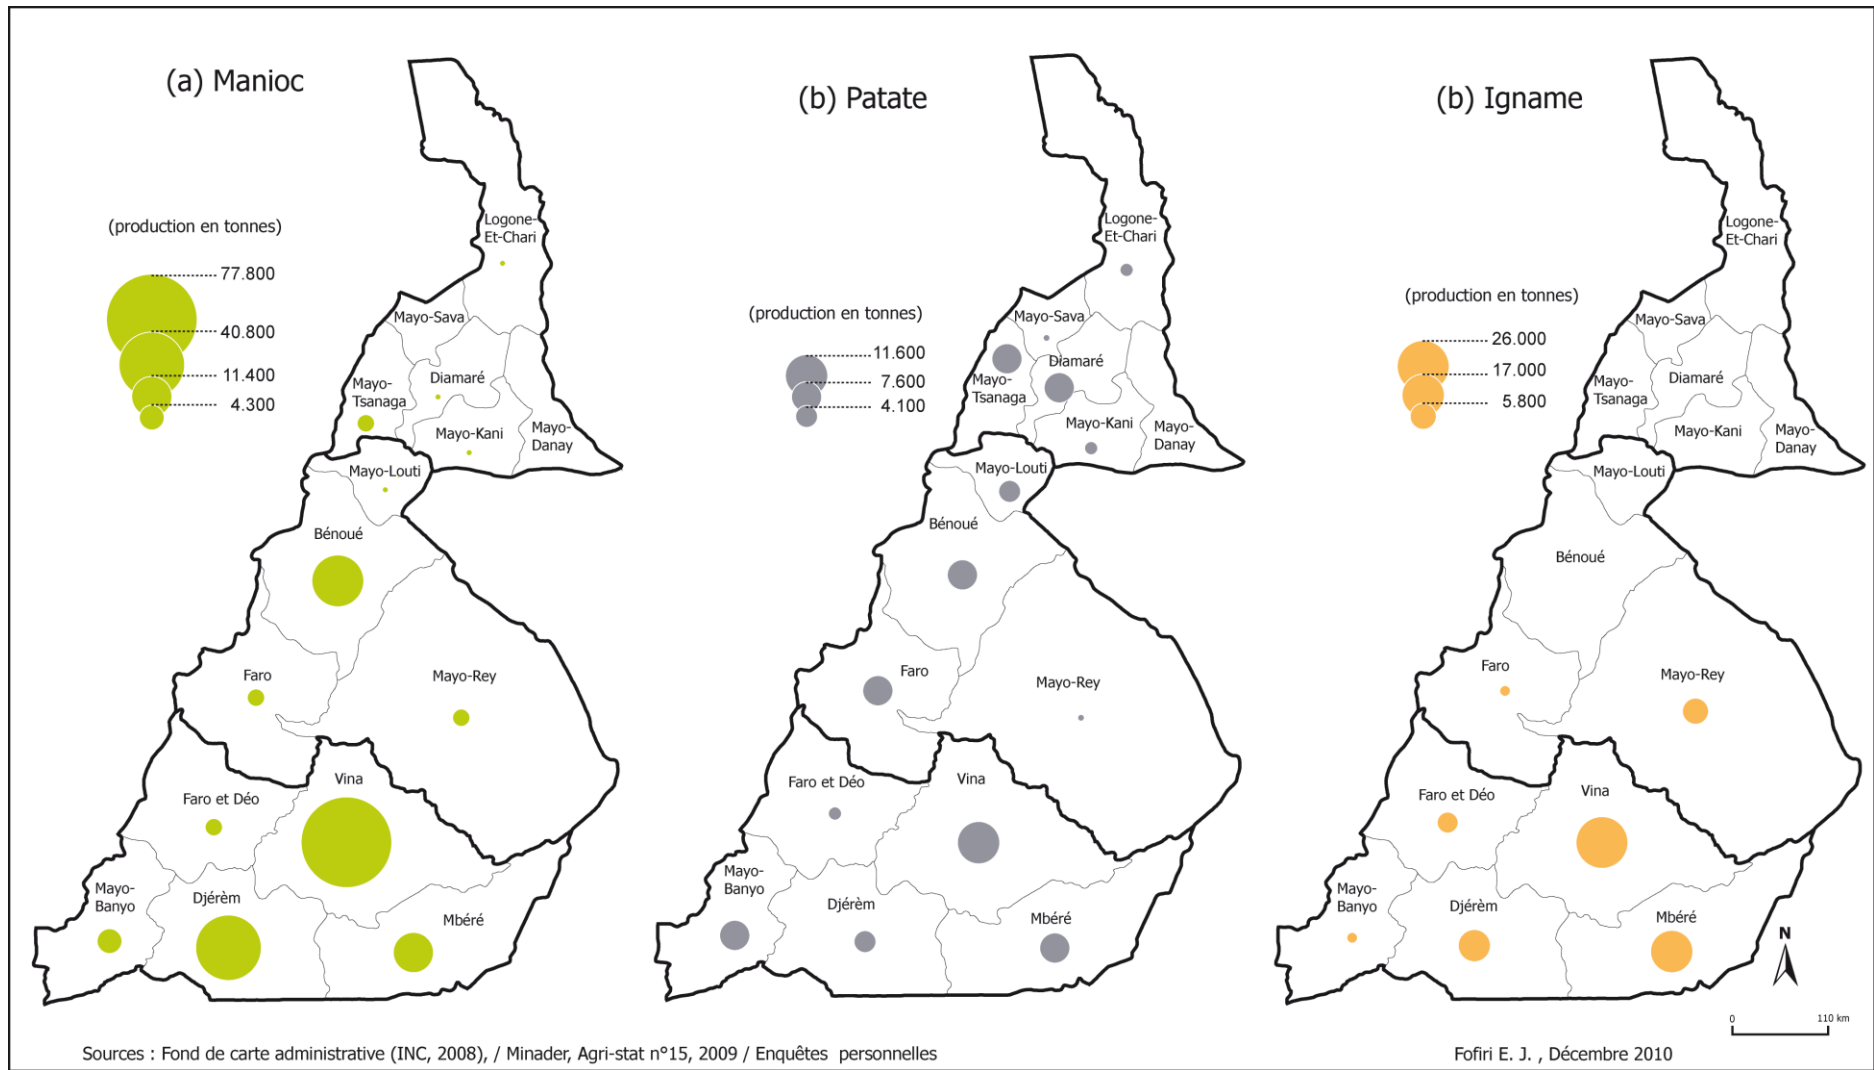 (a) Manioc
(production en tonnes)
77.800
40.800
11.400
4.300
Logone-
Et-Chari
Mayo-Sava
Mayo-
Tsanaga
Diamaré
Mayo-Kani
Mayo-
Danay
Mayo-Louti
Bénoué
Faro
Mayo-Rey
Faro et Déo
Vina
Mayo-
Banyo
Djérèm
Mbéré
(b) Patate
(production en tonnes)
11.600
7.600
4.100
Logone-
Et-Chari
Mayo-Sava
Diamaré
Mayo-
Tsanaga
Mayo-Kani
Mayo-
Danay
Mayo-Louti
Bénoué
Faro
Mayo-Rey
Faro et Déo
Vina
Mayo-
Banyo
Djérèm
Mbéré
(b) Igname
(production en tonnes)
26.000
17.000
5.800
Logone-
Et-Chari
Mayo-Sava
Mayo-
Tsanaga
Diamaré
Mayo-Kani
Mayo-
Danay
Mayo-Louti
Bénoué
Faro
Mayo-Rey
Faro et Déo
Vina
Mayo-
Banyo
Djérèm
Mbéré
N
0 110 km
Sources : Fond de carte administrative (INC, 2008), / Minader, Agri-stat n°15, 2009 / Enquêtes personnelles
Fofiri E. J. , Décembre 2010